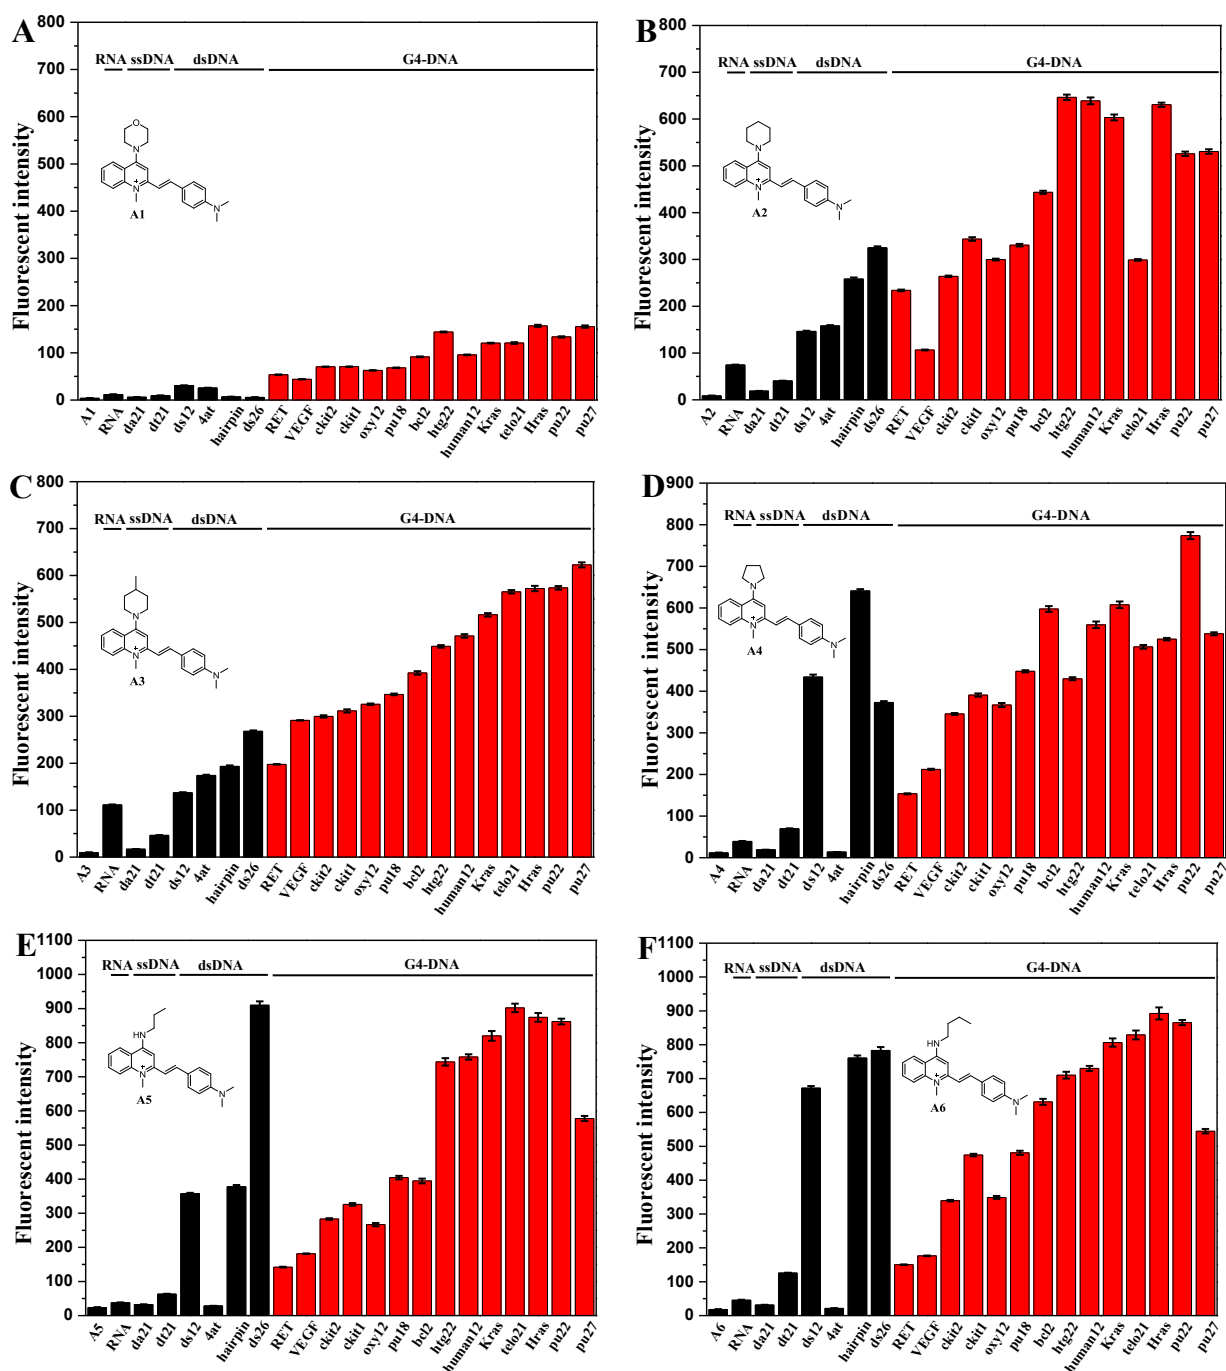 A
Fluorescent intensity
800
700
600
500
400
300
200
100
0
RNA ssDNA dsDNA G4-DNA
O
N
N
+
N
A1
A1 RNA da21 dt21 ds12 4at hairpin ds26 RET VEGF ckit2 ckit1 oxy12 pu18 bcl2 htg22 human12 Kras telo21 Hras pu22 pu27
B
Fluorescent intensity
800
700
600
500
400
300
200
100
0
RNA ssDNA dsDNA G4-DNA
N
N
+
N
A2
A2 RNA da21 dt21 ds12 4at hairpin ds26 RET VEGF ckit2 ckit1 oxy12 pu18 bcl2 htg22 human12 Kras telo21 Hras pu22 pu27
C
Fluorescent intensity
800
700
600
500
400
300
200
100
0
RNA ssDNA dsDNA G4-DNA
N
N
+
N
A3
A3 RNA da21 dt21 ds12 4at hairpin ds26 RET VEGF ckit2 ckit1 oxy12 pu18 bcl2 htg22 human12 Kras telo21 Hras pu22 pu27
D
Fluorescent intensity
900
800
700
600
500
400
300
200
100
0
RNA ssDNA dsDNA G4-DNA
N
N
+
N
A4
A4 RNA da21 dt21 ds12 4at hairpin ds26 RET VEGF ckit2 ckit1 oxy12 pu18 bcl2 htg22 human12 Kras telo21 Hras pu22 pu27
E
Fluorescent intensity
1100
1000
900
800
700
600
500
400
300
200
100
0
RNA ssDNA dsDNA G4-DNA
HN
N
+
N
A5
A5 RNA da21 dt21 ds12 4at hairpin ds26 RET VEGF ckit2 ckit1 oxy12 pu18 bcl2 htg22 human12 Kras telo21 Hras pu22 pu27
F
Fluorescent intensity
1100
1000
900
800
700
600
500
400
300
200
100
0
RNA ssDNA dsDNA G4-DNA
HN
N
+
N
A6
A6 RNA da21 dt21 ds12 4at hairpin ds26 RET VEGF ckit2 ckit1 oxy12 pu18 bcl2 htg22 human12 Kras telo21 Hras pu22 pu27